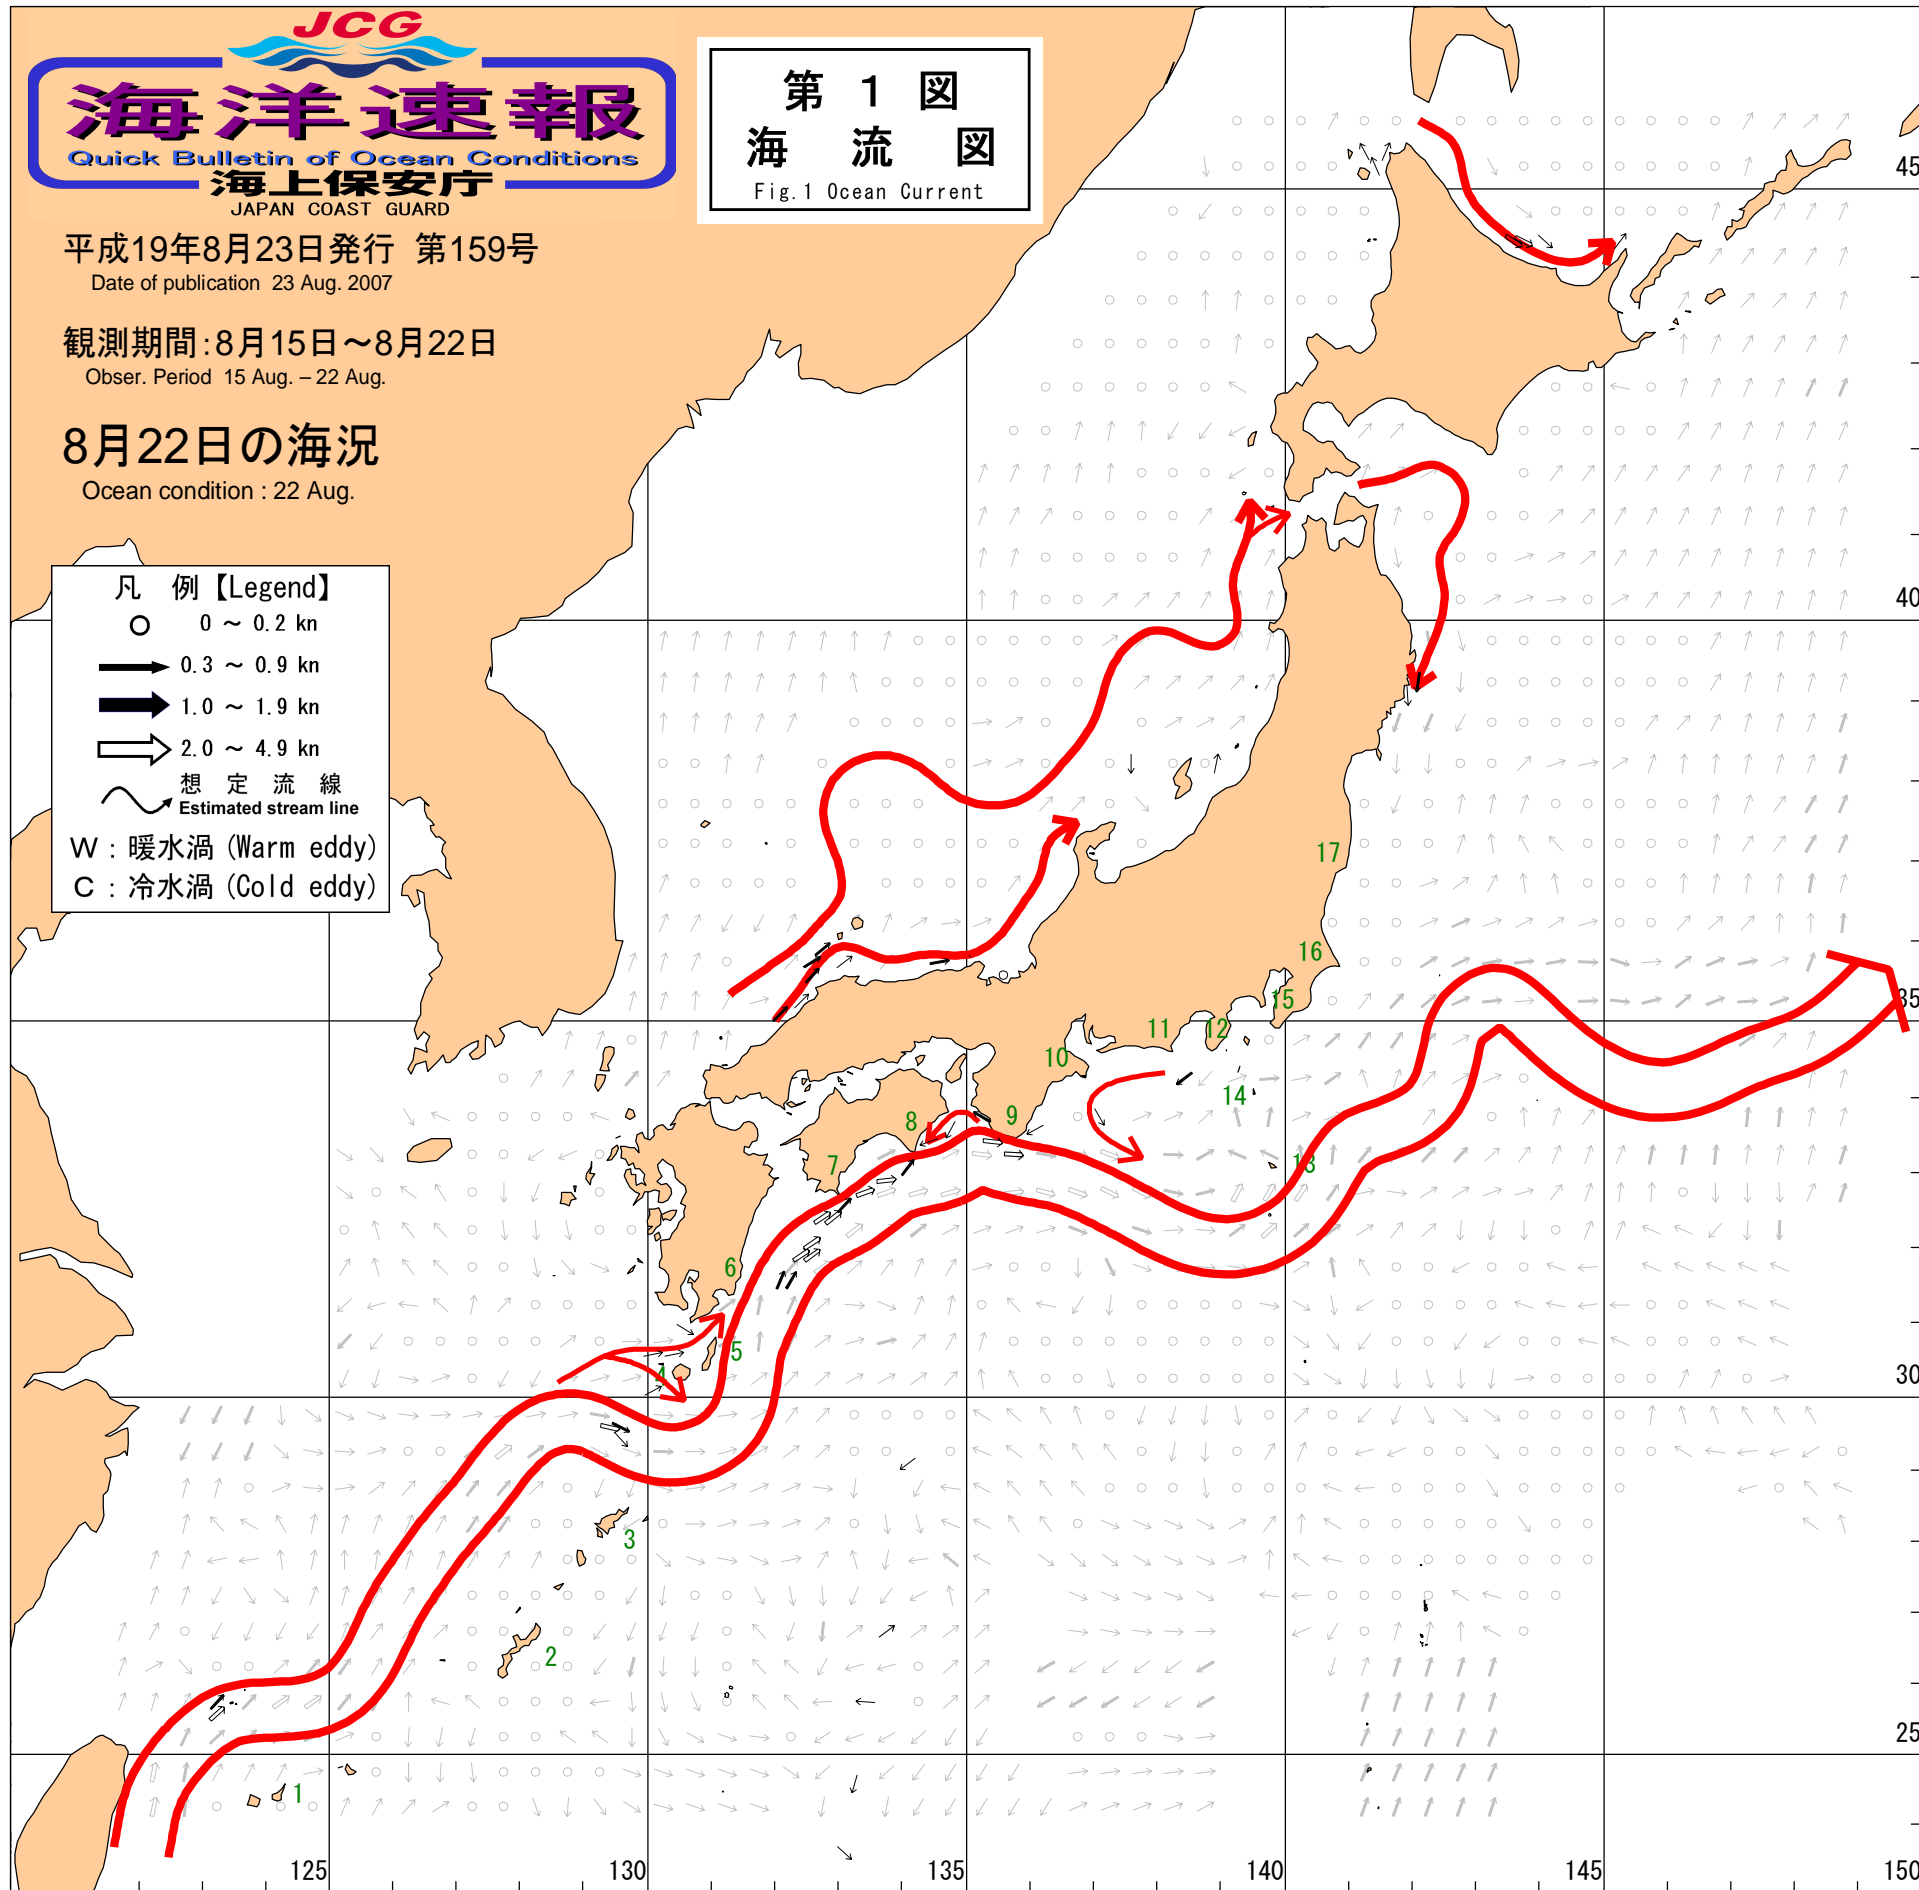 JCG
海洋速報
Quick Bulletin of Ocean Conditions
海上保安庁
JAPAN COAST GUARD
第 1 図
海 流 図
Fig.1 Ocean Current
平成19年8月23日発行 第159号
Date of publication 23 Aug. 2007
観測期間:8月15日～8月22日
Obser. Period 15 Aug. – 22 Aug.
8月22日の海況
Ocean condition : 22 Aug.
凡 例【Legend】
0 ～ 0.2 kn
0.3 ～ 0.9 kn
1.0 ～ 1.9 kn
2.0 ～ 4.9 kn
想 定 流 線
Estimated stream line
W : 暖水渦 (Warm eddy)
C : 冷水渦 (Cold eddy)
45
40
35
30
25
17
16
15
14
13
12
11
10
9
8
7
6
5
4
3
2
1
125
130
135
140
145
150